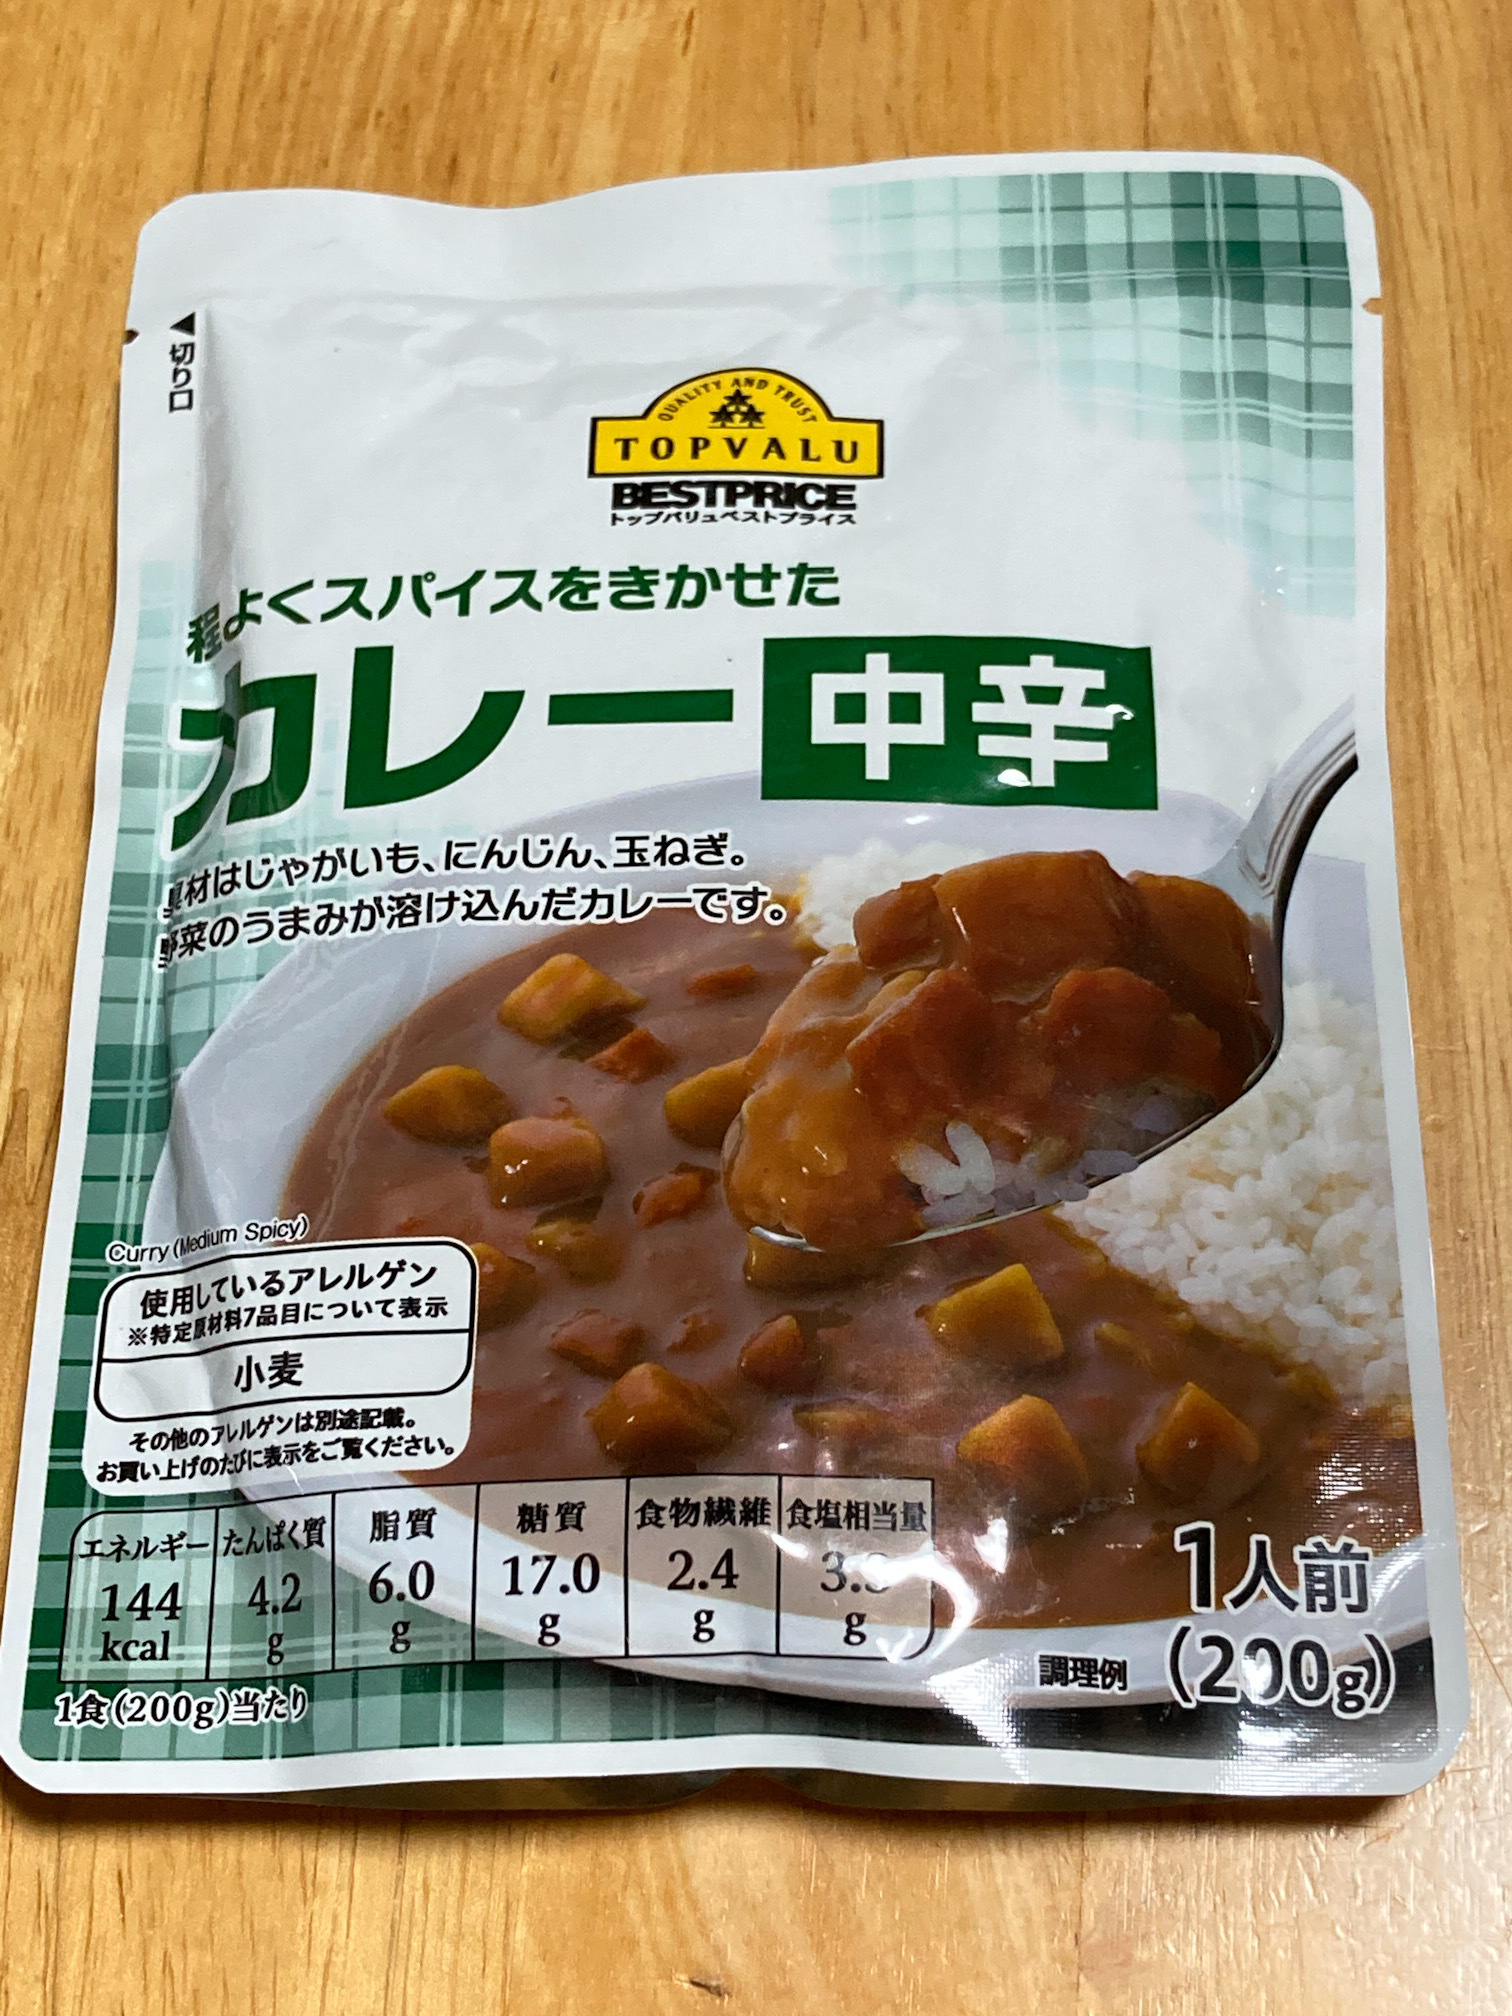 ◀切り口
QUALITY AND TRUST
TOPVALU
BESTPRICE
トップバリュベストプライス
程よくスパイスをきかせた
カレー 中辛
具材はじゃがいも、にんじん、玉ねぎ。
野菜のうまみが溶け込んだカレーです。
Curry (Medium Spicy)
使用しているアレルゲン
※特定原材料7品目について表示
小麦
その他のアレルゲンは別途記載。
お買い上げのたびに表示をご覧ください。
エネルギー たんぱく質 脂質 糖質 食物繊維 食塩相当量
144 4.2 6.0 17.0 2.4
kcal g g g g g
1食(200g)当たり
調理例
1人前
(200g)